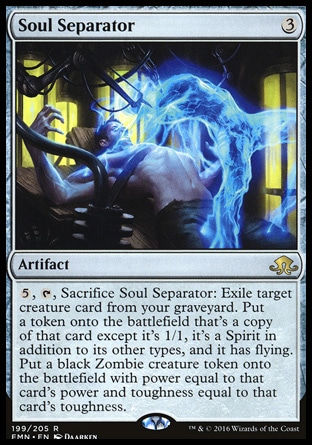 Soul Separator 3
Artifact
5, T, Sacrifice Soul Separator: Exile target
creature card from your graveyard. Put
a token onto the battlefield that's a copy
of that card except it's 1/1, it's a Spirit in
addition to its other types, and it has flying.
Put a black Zombie creature token onto
the battlefield with power equal to that
card's power and toughness equal to that
card's toughness.
199/205 R
EMN • EN Daarken
™ & © 2016 Wizards of the Coast